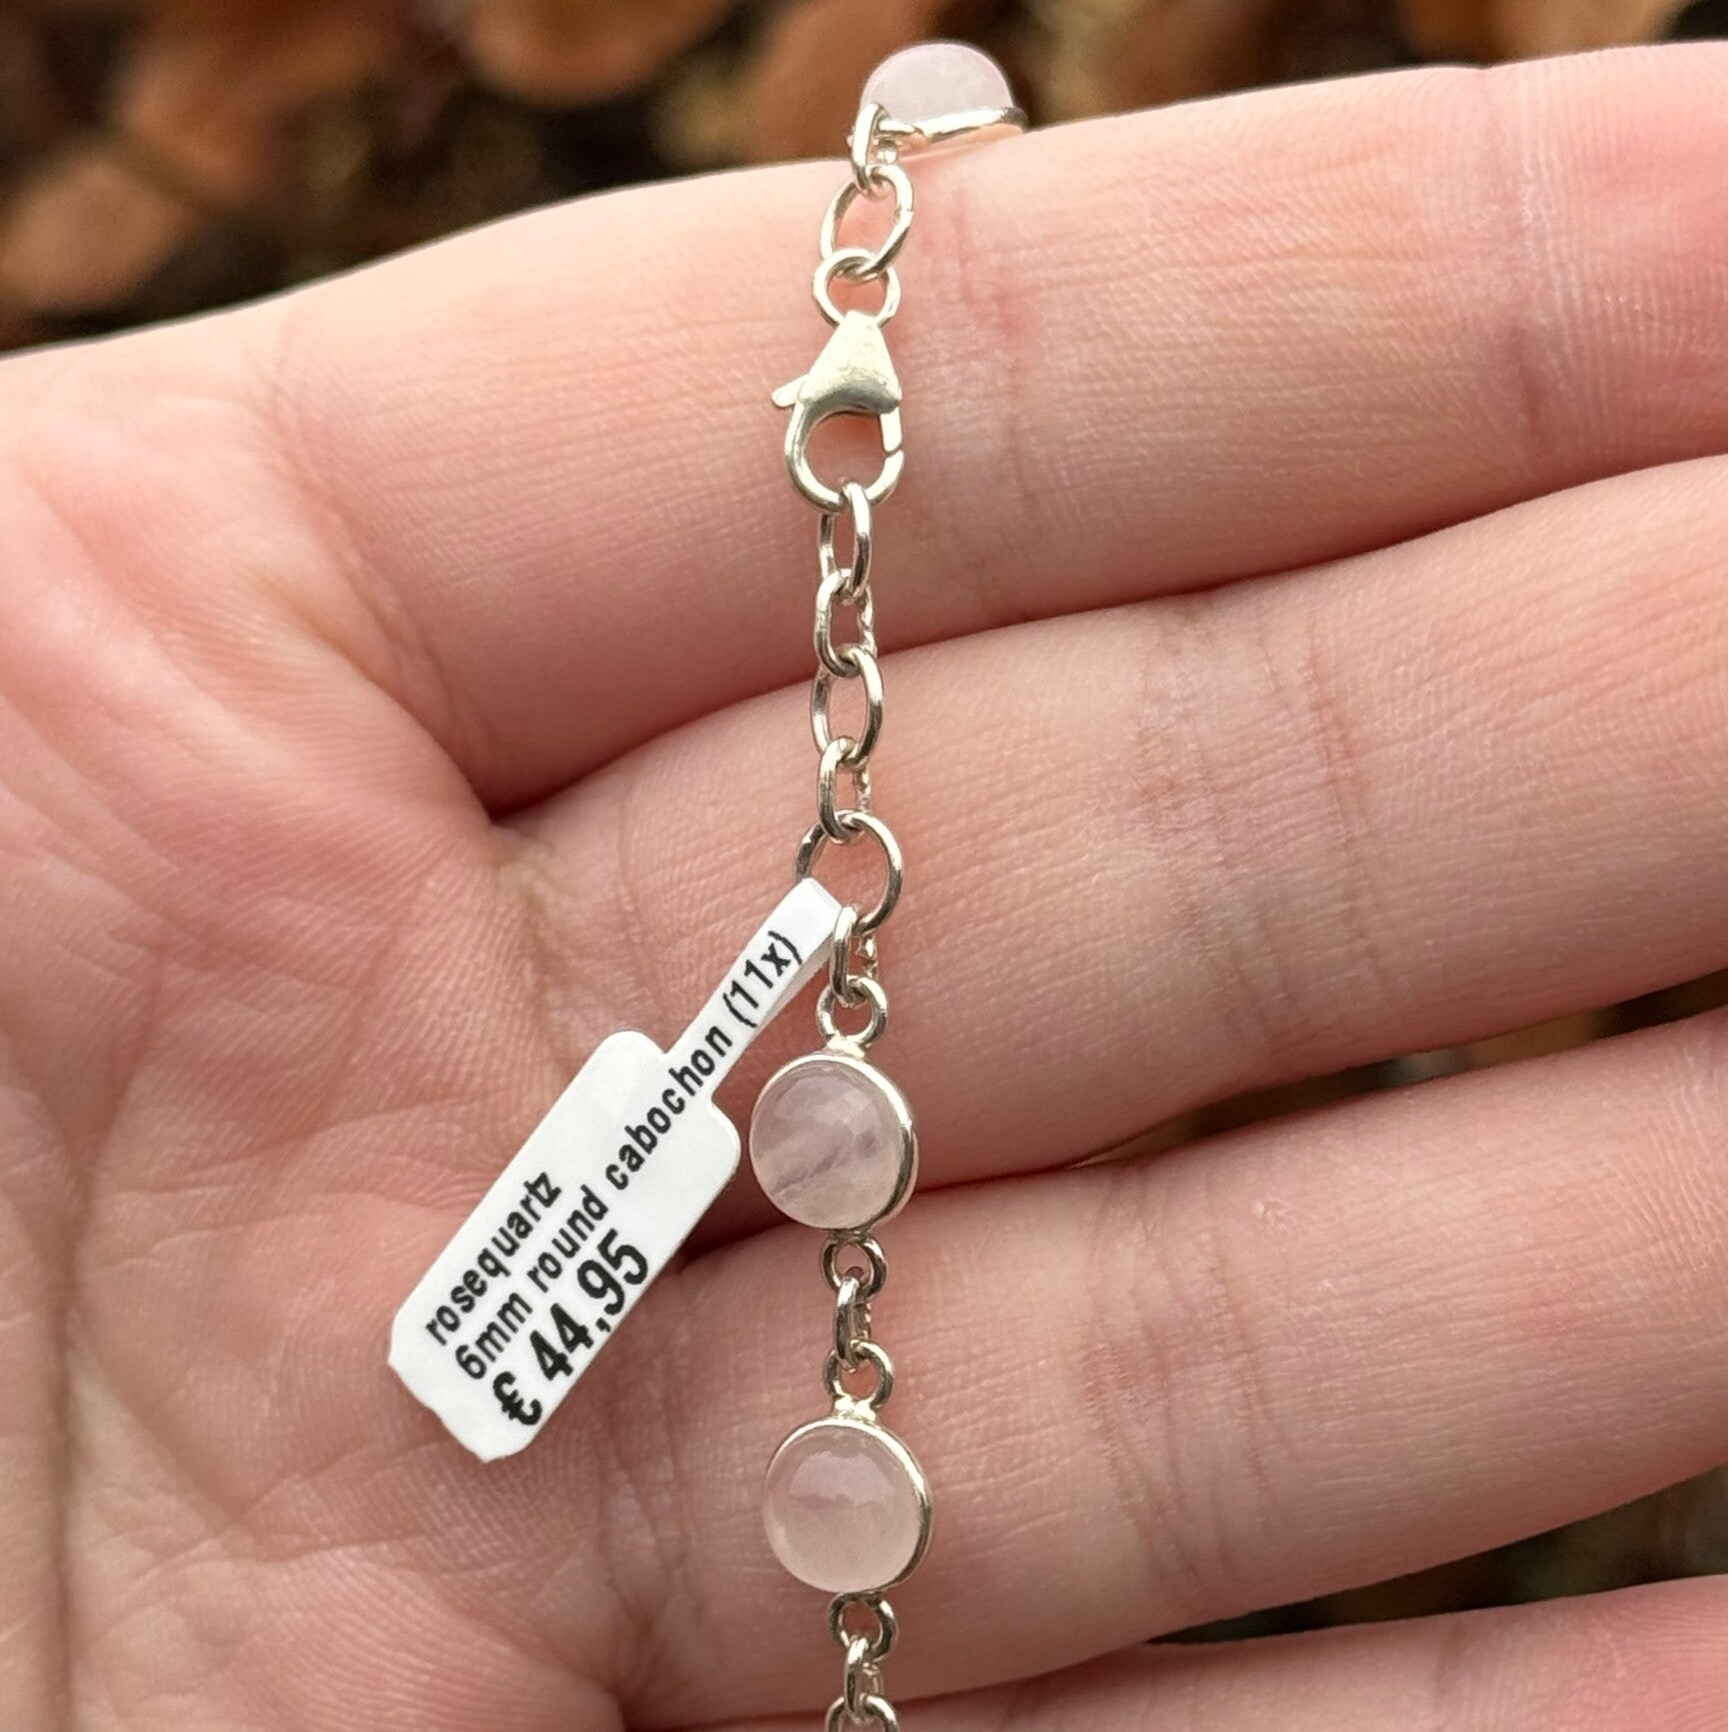 rosequartz
6mm round cabochon (11x)
€ 44,95